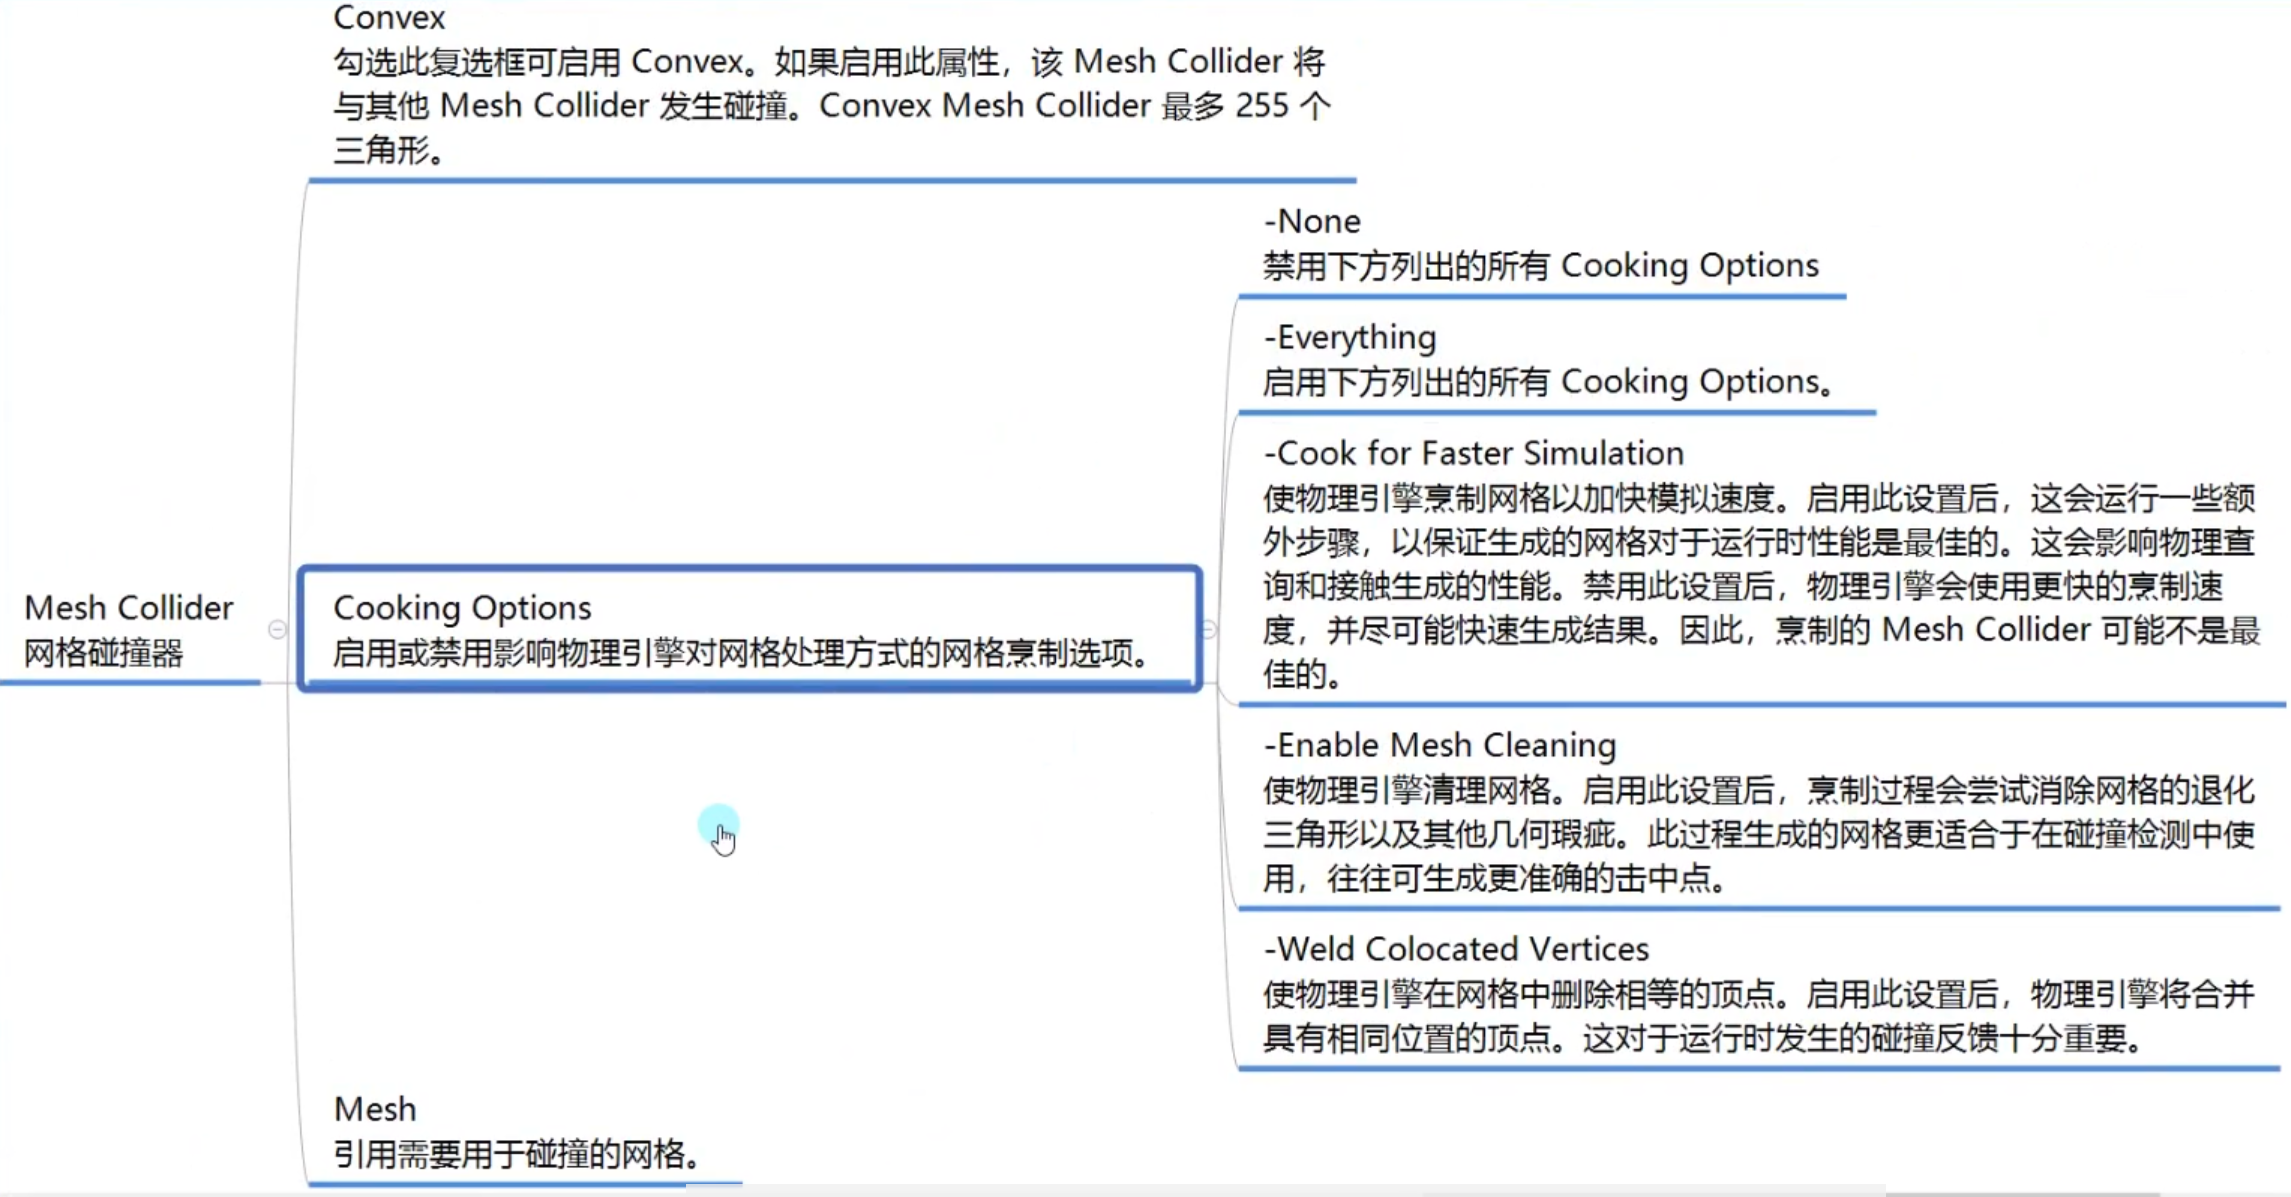 Convex
勾选此复选框可启用 Convex。如果启用此属性，该 Mesh Collider 将
与其他 Mesh Collider 发生碰撞。Convex Mesh Collider 最多 255 个
三角形。
Mesh Collider
网格碰撞器
Cooking Options
启用或禁用影响物理引擎对网格处理方式的网格烹制选项。
-None
禁用下方列出的所有 Cooking Options
-Everything
启用下方列出的所有 Cooking Options。
-Cook for Faster Simulation
使物理引擎烹制网格以加快模拟速度。启用此设置后，这会运行一些额
外步骤，以保证生成的网格对于运行时性能是最佳的。这会影响物理查
询和接触生成的性能。禁用此设置后，物理引擎会使用更快的烹制速
度，并尽可能快速生成结果。因此，烹制的 Mesh Collider 可能不是最
佳的。
-Enable Mesh Cleaning
使物理引擎清理网格。启用此设置后，烹制过程会尝试消除网格的退化
三角形以及其他几何瑕疵。此过程生成的网格更适合于在碰撞检测中使
用，往往可生成更准确的击中点。
-Weld Colocated Vertices
使物理引擎在网格中删除相等的顶点。启用此设置后，物理引擎将合并
具有相同位置的顶点。这对于运行时发生的碰撞反馈十分重要。
Mesh
引用需要用于碰撞的网格。